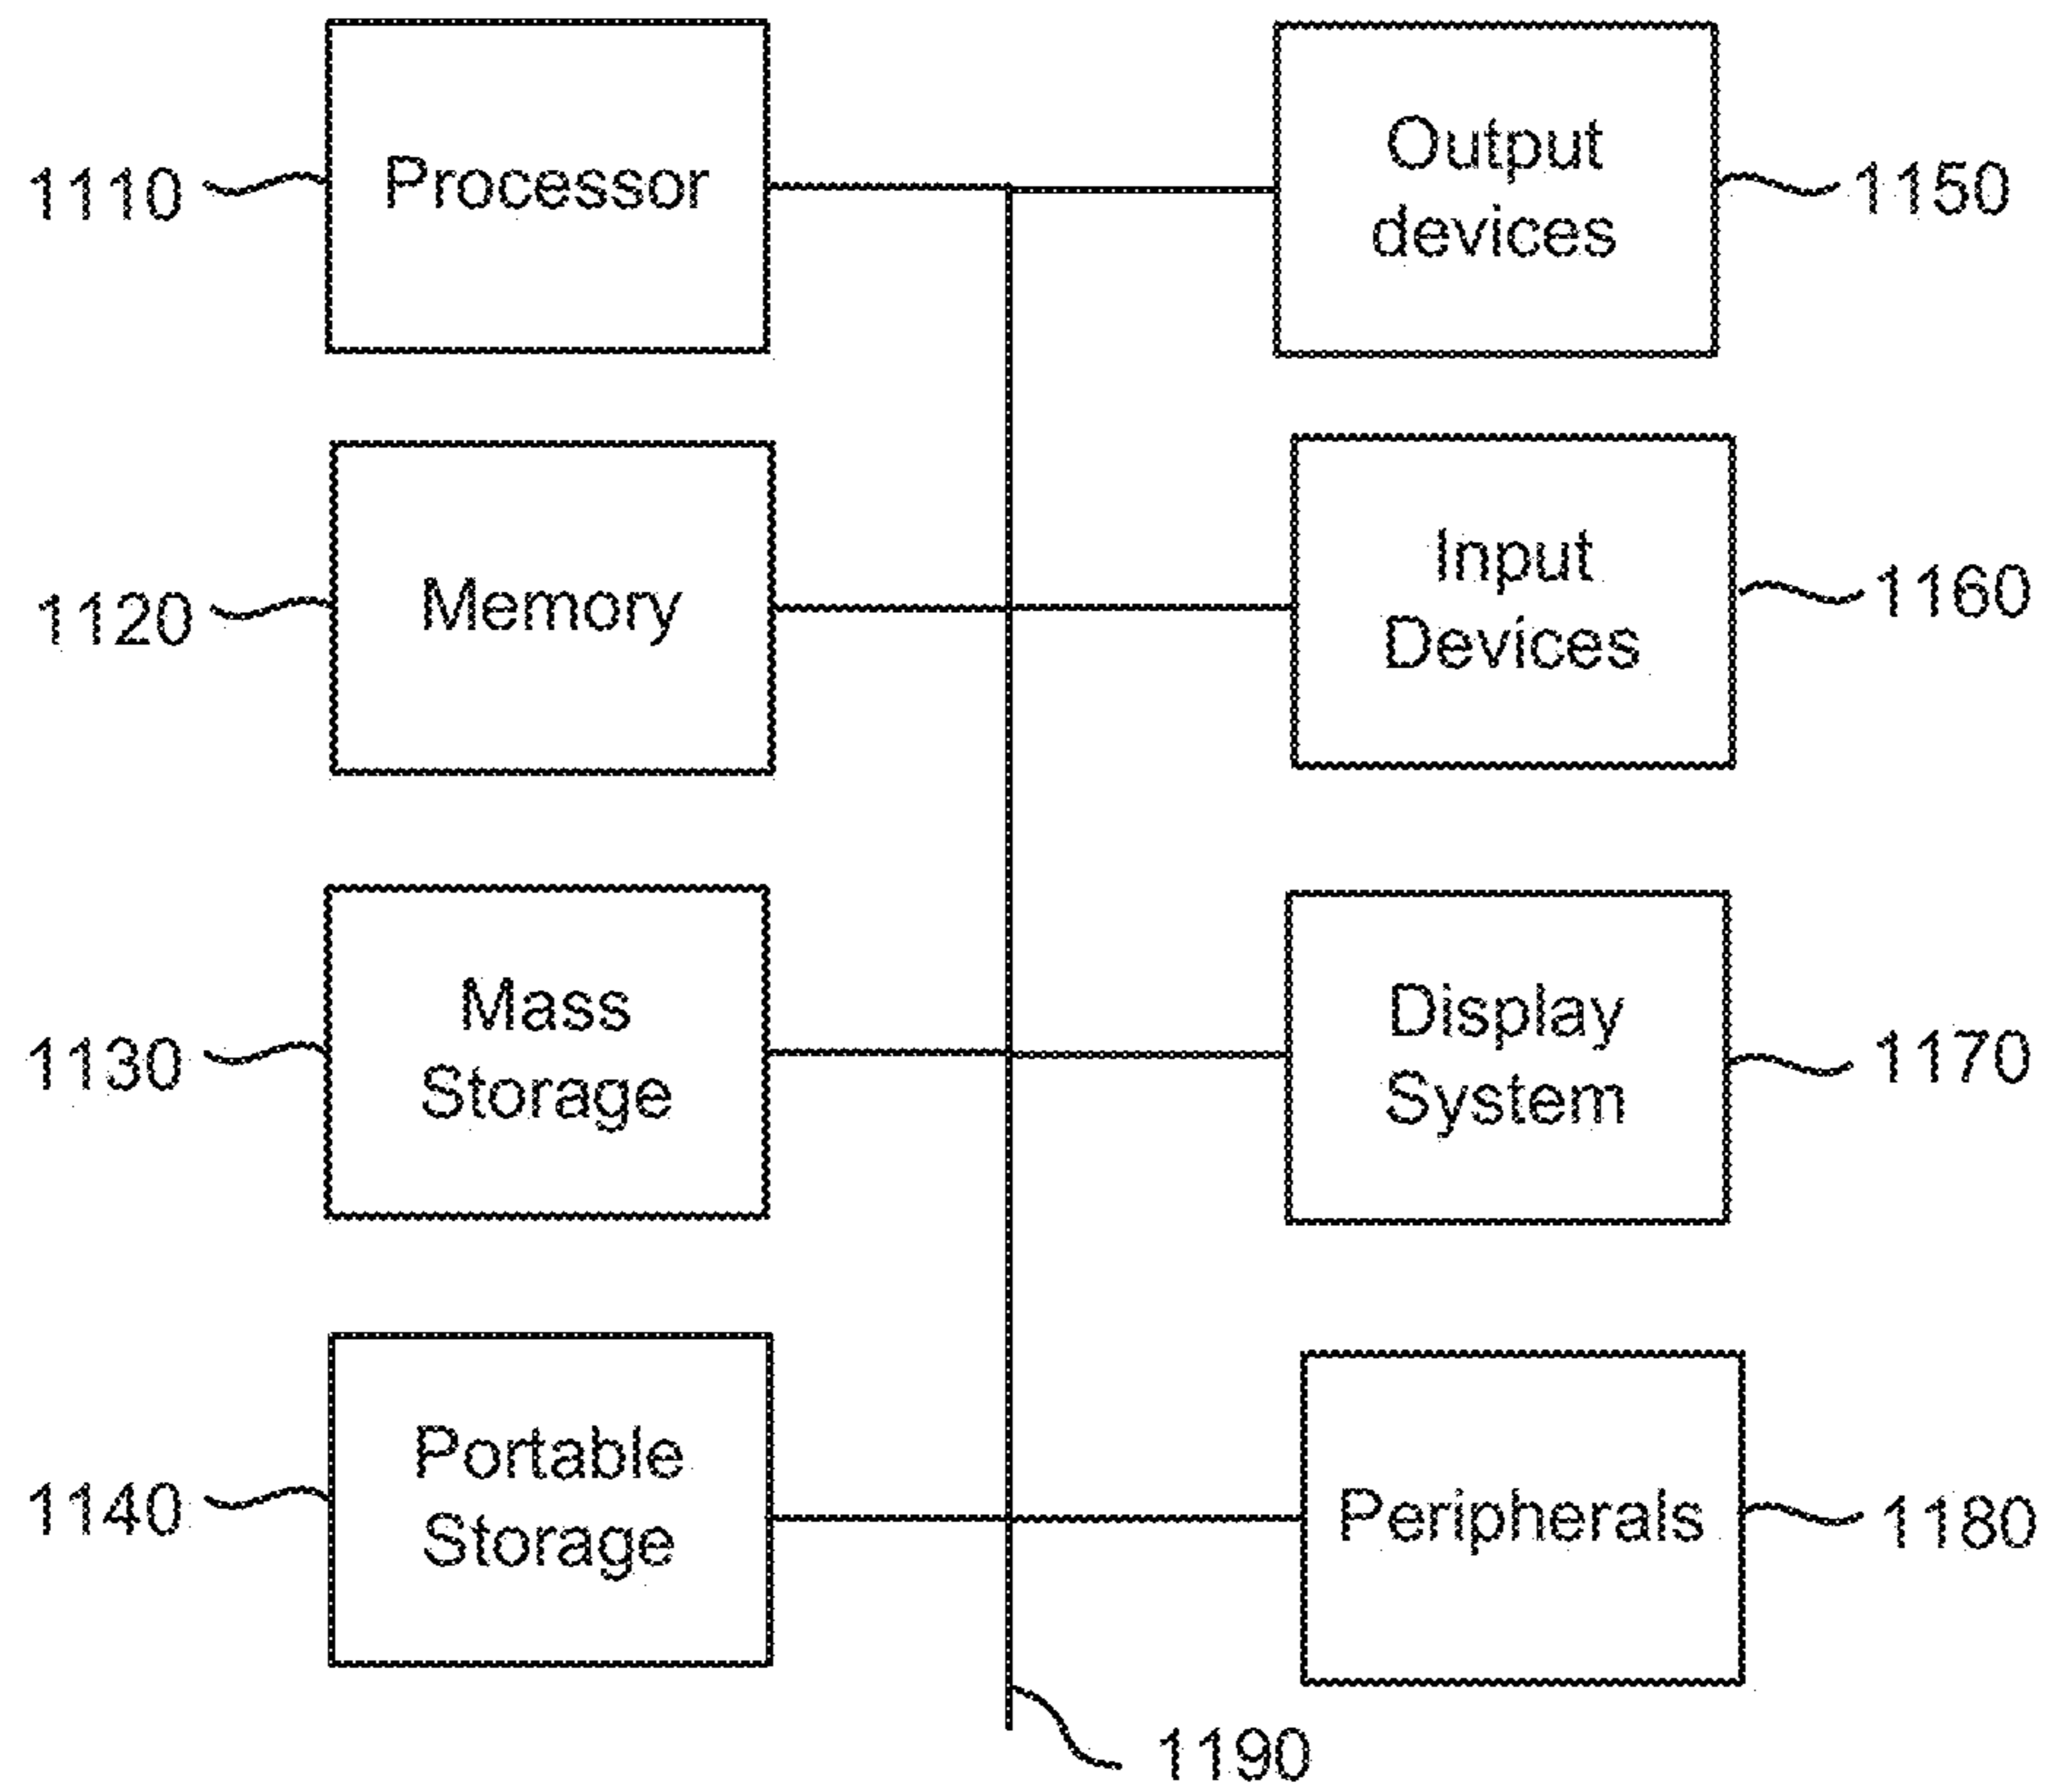 1110
Processor
Output
devices
1150
1120
Memory
Input
Devices
1160
1130
Mass
Storage
Display
System
1170
1140
Portable
Storage
Peripherals
1180
1190